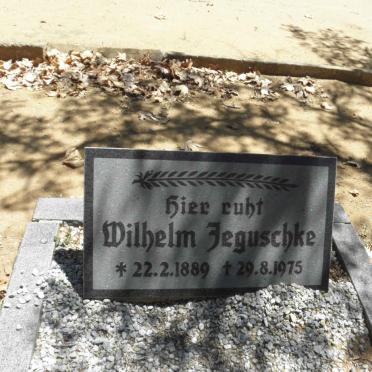 Hier ruht
Wilhelm Jeguschke
* 22.2.1889 † 29.8.1975